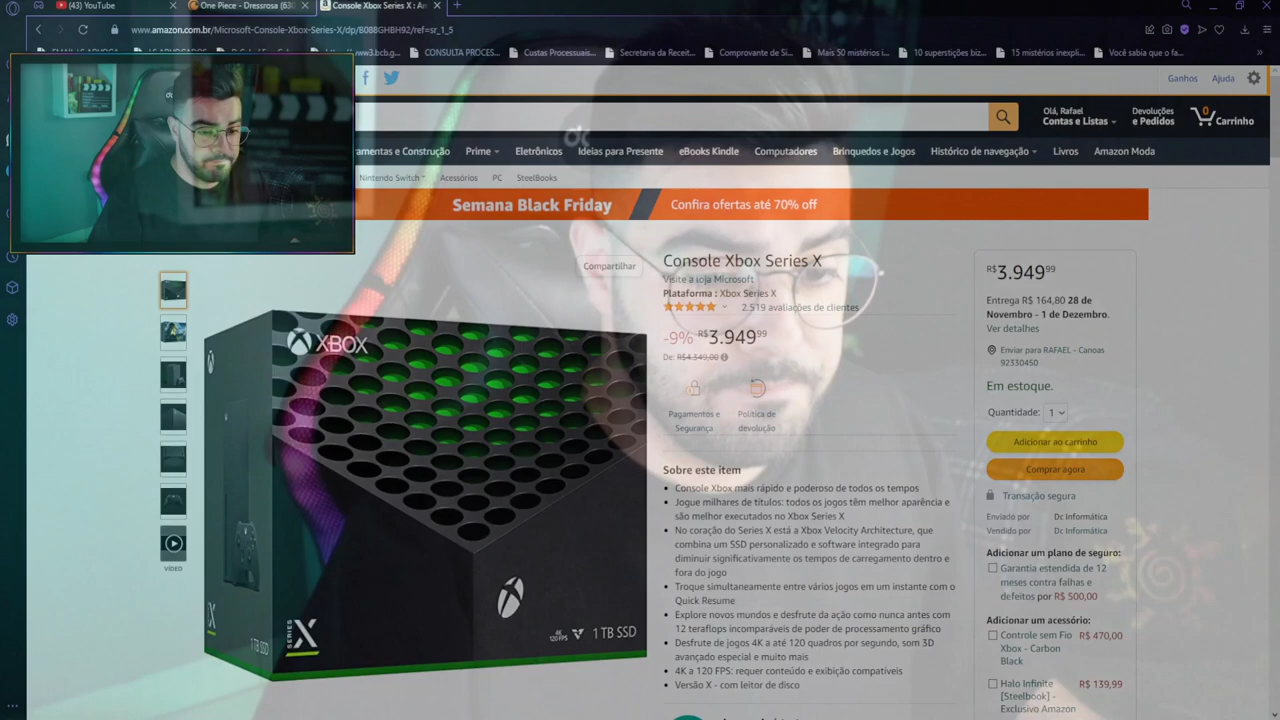 (43) YouTube
One Piece - Dressrosa (630
Console Xbox Series X : Am
www.amazon.com.br/Microsoft-Console-Xbox-Series-X/dp/B088GHBH92/ref=sr_1_5
CONSULTA PROCES...
Custas Processuais...
Secretaria da Receit...
Comprovante de Si...
Mais 50 mistérios i...
10 superstições biz...
15 mistérios inexpli...
Você sabia que o fa...
Ganhos
Ajuda
Olá, Rafael
Contas e Listas
Devoluções
e Pedidos
0
Carrinho
ramentas e Construção
Prime
Eletrônicos
Ideias para Presente
eBooks Kindle
Computadores
Brinquedos e Jogos
Histórico de navegação
Livros
Amazon Moda
Nintendo Switch
Acessórios
PC
SteelBooks
Semana Black Friday
Confira ofertas até 70% off
Compartilhar
VÍDEO
XBOX
SERIES X
1TB SSD
4K
120 FPS
1 TB SSD
Console Xbox Series X
Visite a loja Microsoft
Plataforma : Xbox Series X
2.519 avaliações de clientes
-9% R$3.94999
De: R$4.349,00
Pagamentos e
Segurança
Política de
devolução
Sobre este item
Console Xbox mais rápido e poderoso de todos os tempos
Jogue milhares de títulos: todos os jogos têm melhor aparência e
são melhor executados no Xbox Series X
No coração do Series X está a Xbox Velocity Architecture, que
combina um SSD personalizado e software integrado para
diminuir significativamente os tempos de carregamento dentro e
fora do jogo
Troque simultaneamente entre vários jogos em um instante com o
Quick Resume
Explore novos mundos e desfrute da ação como nunca antes com
12 teraflops incomparáveis de poder de processamento gráfico
Desfrute de jogos 4K a até 120 quadros por segundo, som 3D
avançado especial e muito mais
4K a 120 FPS: requer conteúdo e exibição compatíveis
Versão X - com leitor de disco
R$3.94999
Entrega R$ 164,80 28 de
Novembro - 1 de Dezembro.
Ver detalhes
Enviar para RAFAEL - Canoas
92330450
Em estoque.
Quantidade: 1
Adicionar ao carrinho
Comprar agora
Transação segura
Enviado por Dc Informática
Vendido por Dc Informática
Adicionar um plano de seguro:
Garantia estendida de 12
meses contra falhas e
defeitos por R$ 500,00
Adicionar um acessório:
Controle sem Fio R$ 470,00
Xbox - Carbon
Black
Halo Infinite R$ 139,99
[Steelbook] -
Exclusivo Amazon